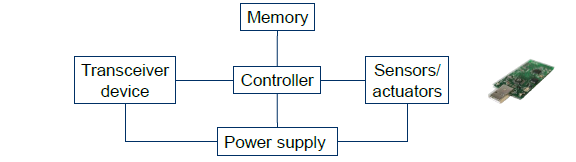 Memory
Transceiver
device
Controller
Sensors/
actuators
Power supply